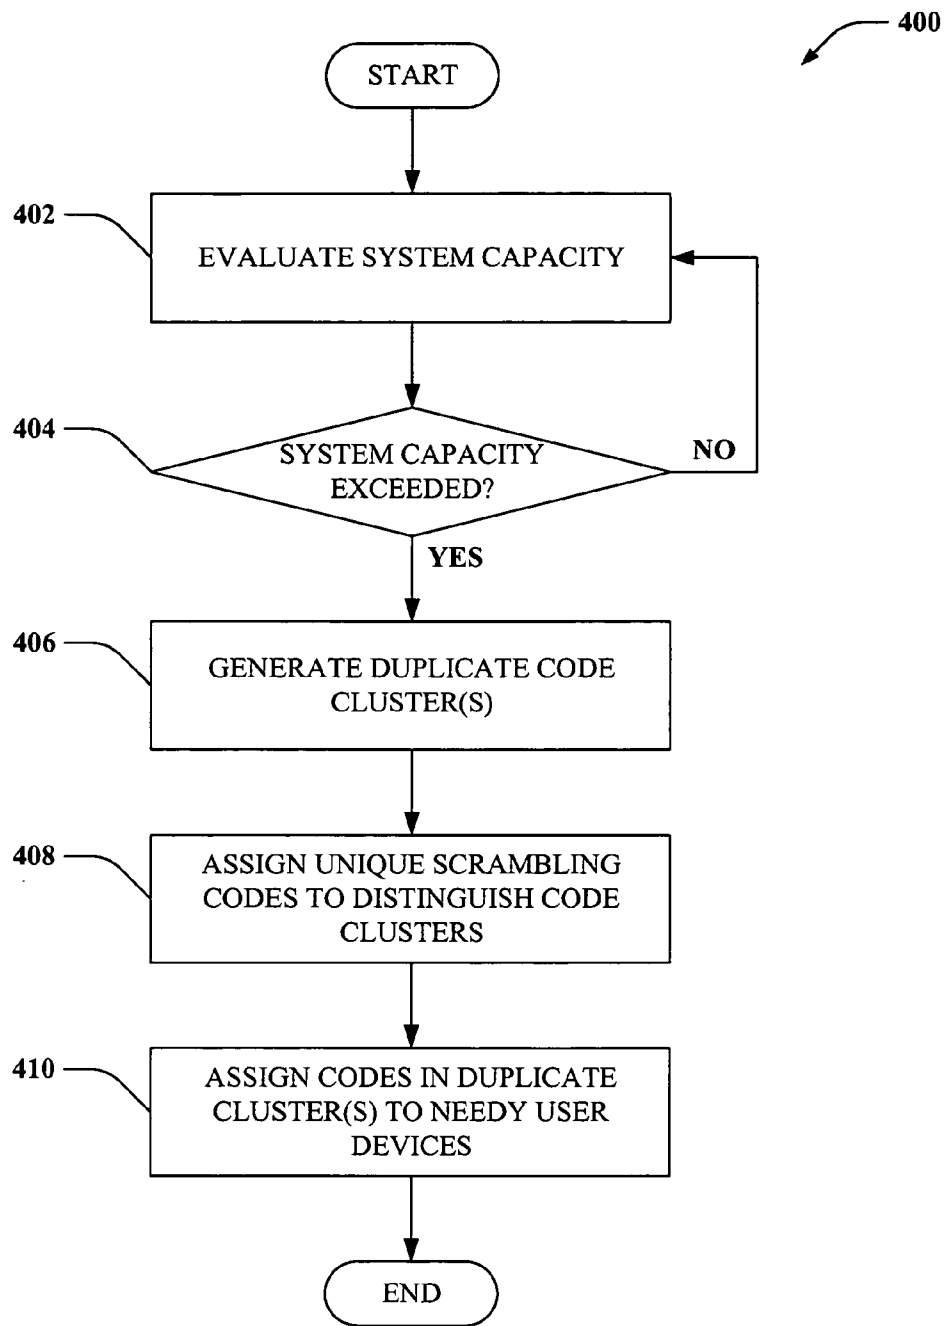 400
START
402
EVALUATE SYSTEM CAPACITY
404
SYSTEM CAPACITY
EXCEEDED?
NO
YES
406
GENERATE DUPLICATE CODE
CLUSTER(S)
408
ASSIGN UNIQUE SCRAMBLING
CODES TO DISTINGUISH CODE
CLUSTERS
410
ASSIGN CODES IN DUPLICATE
CLUSTER(S) TO NEEDY USER
DEVICES
END